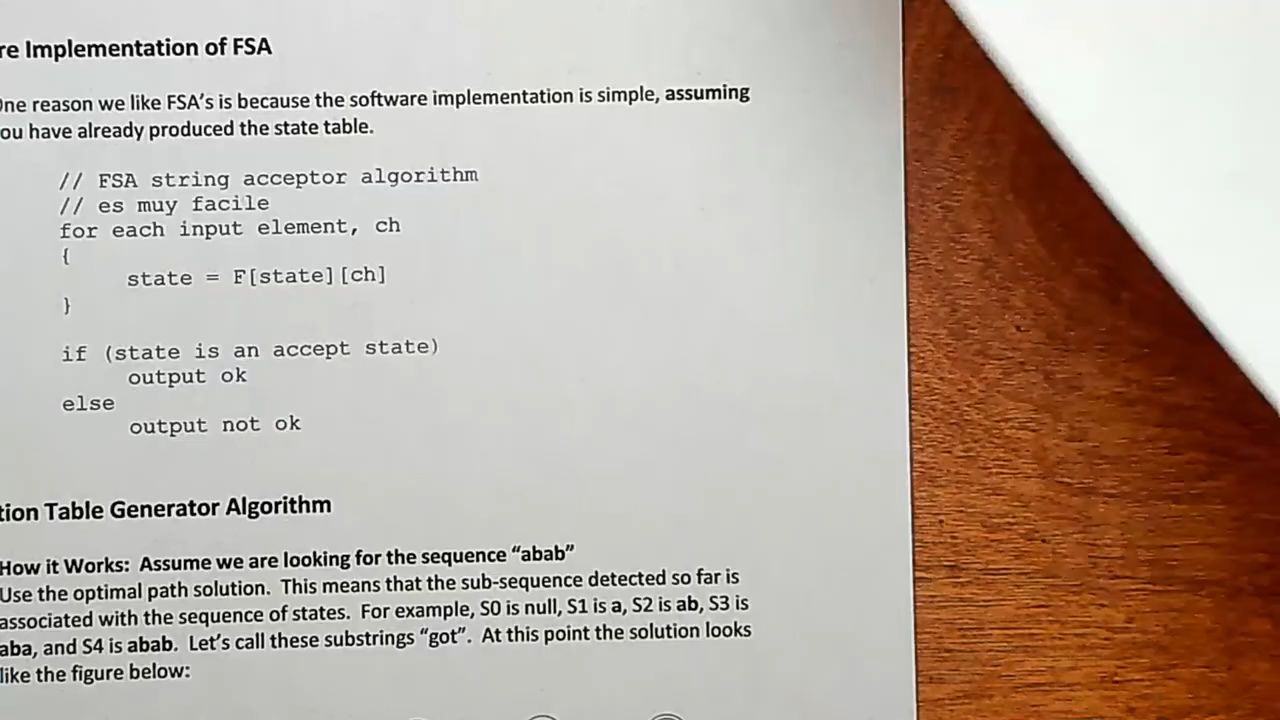 re Implementation of FSA
One reason we like FSA's is because the software implementation is simple, assuming
ou have already produced the state table.
// FSA string acceptor algorithm
// es muy facile
for each input element, ch
{
state = F[state][ch]
}
if (state is an accept state)
output ok
else
output not ok
tion Table Generator Algorithm
How it Works: Assume we are looking for the sequence “abab”
Use the optimal path solution. This means that the sub-sequence detected so far is
associated with the sequence of states. For example, S0 is null, S1 is a, S2 is ab, S3 is
aba, and S4 is abab. Let's call these substrings “got”. At this point the solution looks
like the figure below: